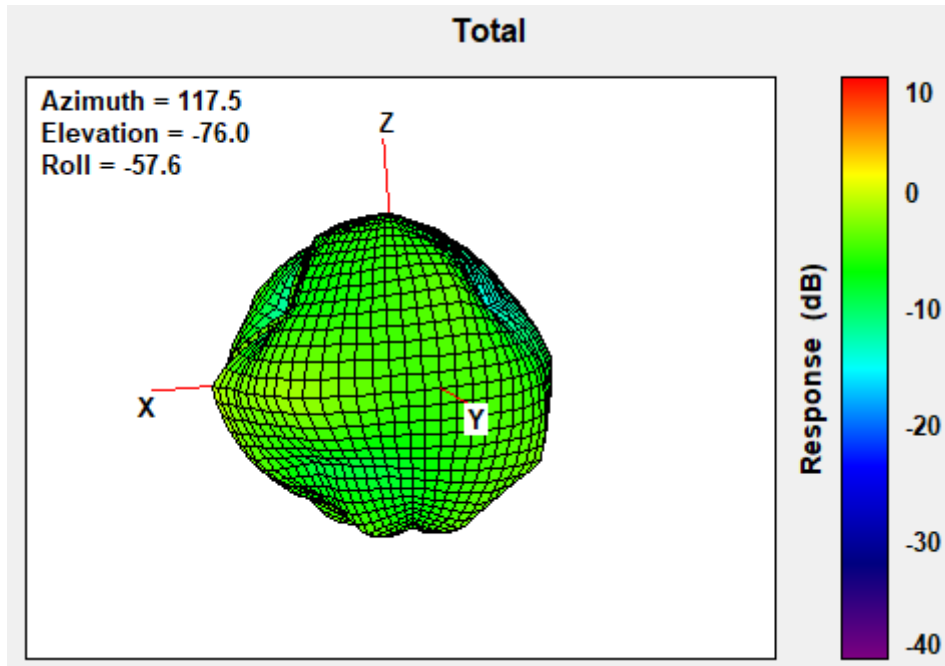 Total
Azimuth = 117.5
Elevation = -76.0
Roll = -57.6
Z
X
Y
10
0
-10
-20
-30
-40
Response (dB)